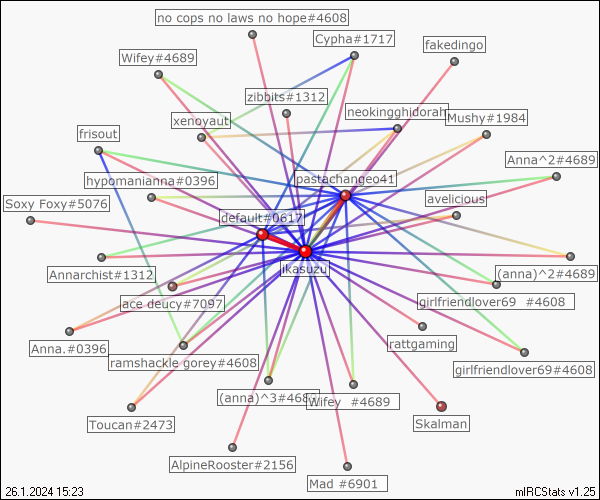 no cops no laws no hope#4608
Cypha#1717
fakedingo
Wifey#4689
zibbits#1312
neokingghidorah
Mushy#1984
xenoyaut
frisout
Anna^2#4689
pastachangeo41
hypomanianna#0396
avelicious
Soxy Foxy#5076
default#0617
jkasuzu
Annarchist#1312
(anna)^2#4689
girlfriendlover69 #4608
ace deucy#7097
rattgaming
Anna.#0396
ramshackle gorey#4608
girlfriendlover69#4608
(anna)^3#4689
Wifey #4689
Toucan#2473
Skalman
AlpineRooster#2156
Mad #6901
26.1.2024 15:23
mIRCStats v1.25